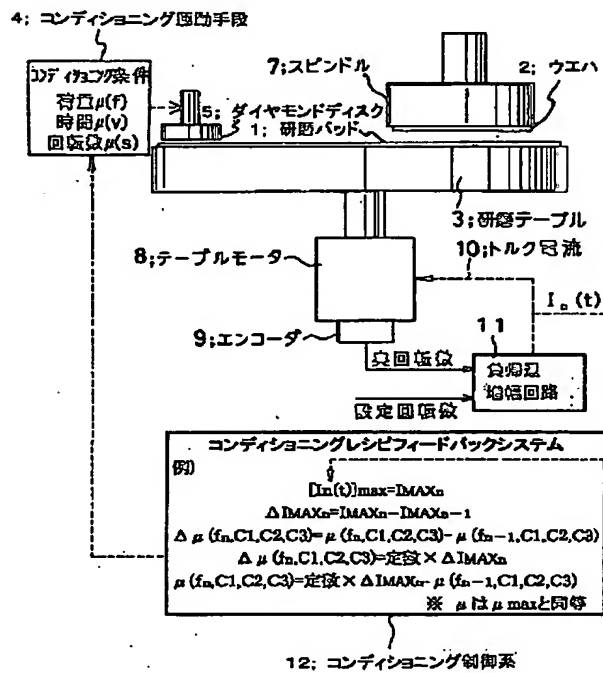 4; コンディショニング駆動手段
コンディショニング条件
荷重μ(f)
時間μ(v)
回転数μ(s)
5; ダイヤモンドディスク
1; 研磨パッド
7;スピンドル
2; ウエハ
3;研磨テーブル
8;テーブルモータ
10;トルク電流
I n (t)
9;エンコーダ
実回転数
設定回転数
11
負帰還
増幅回路
コンディショニングレシピフィードバックシステム
例)
[In(t)]max=IMAXn
ΔIMAXn=IMAXn-IMAXn-1
Δμ(fn,C1,C2,C3)=μ(fn,C1,C2,C3)-μ(fn-1,C1,C2,C3)
Δμ(fn,C1,C2,C3)=定数×ΔIMAXn
μ(fn,C1,C2,C3)=定数×ΔIMAXn-μ(fn-1,C1,C2,C3)
※ μはμmaxと同等
12; コンディショニング制御系